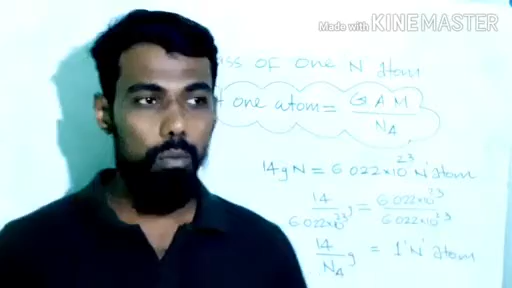 Made with KINEMASTER
ss of one N atom
one atom = GAM / NA
14g N = 6.022×10²³ 'N' atom
14 / 6.022×10²³ g = 6.022×10²³ / 6.022×10²³
14 / NA g = 1 'N' atom